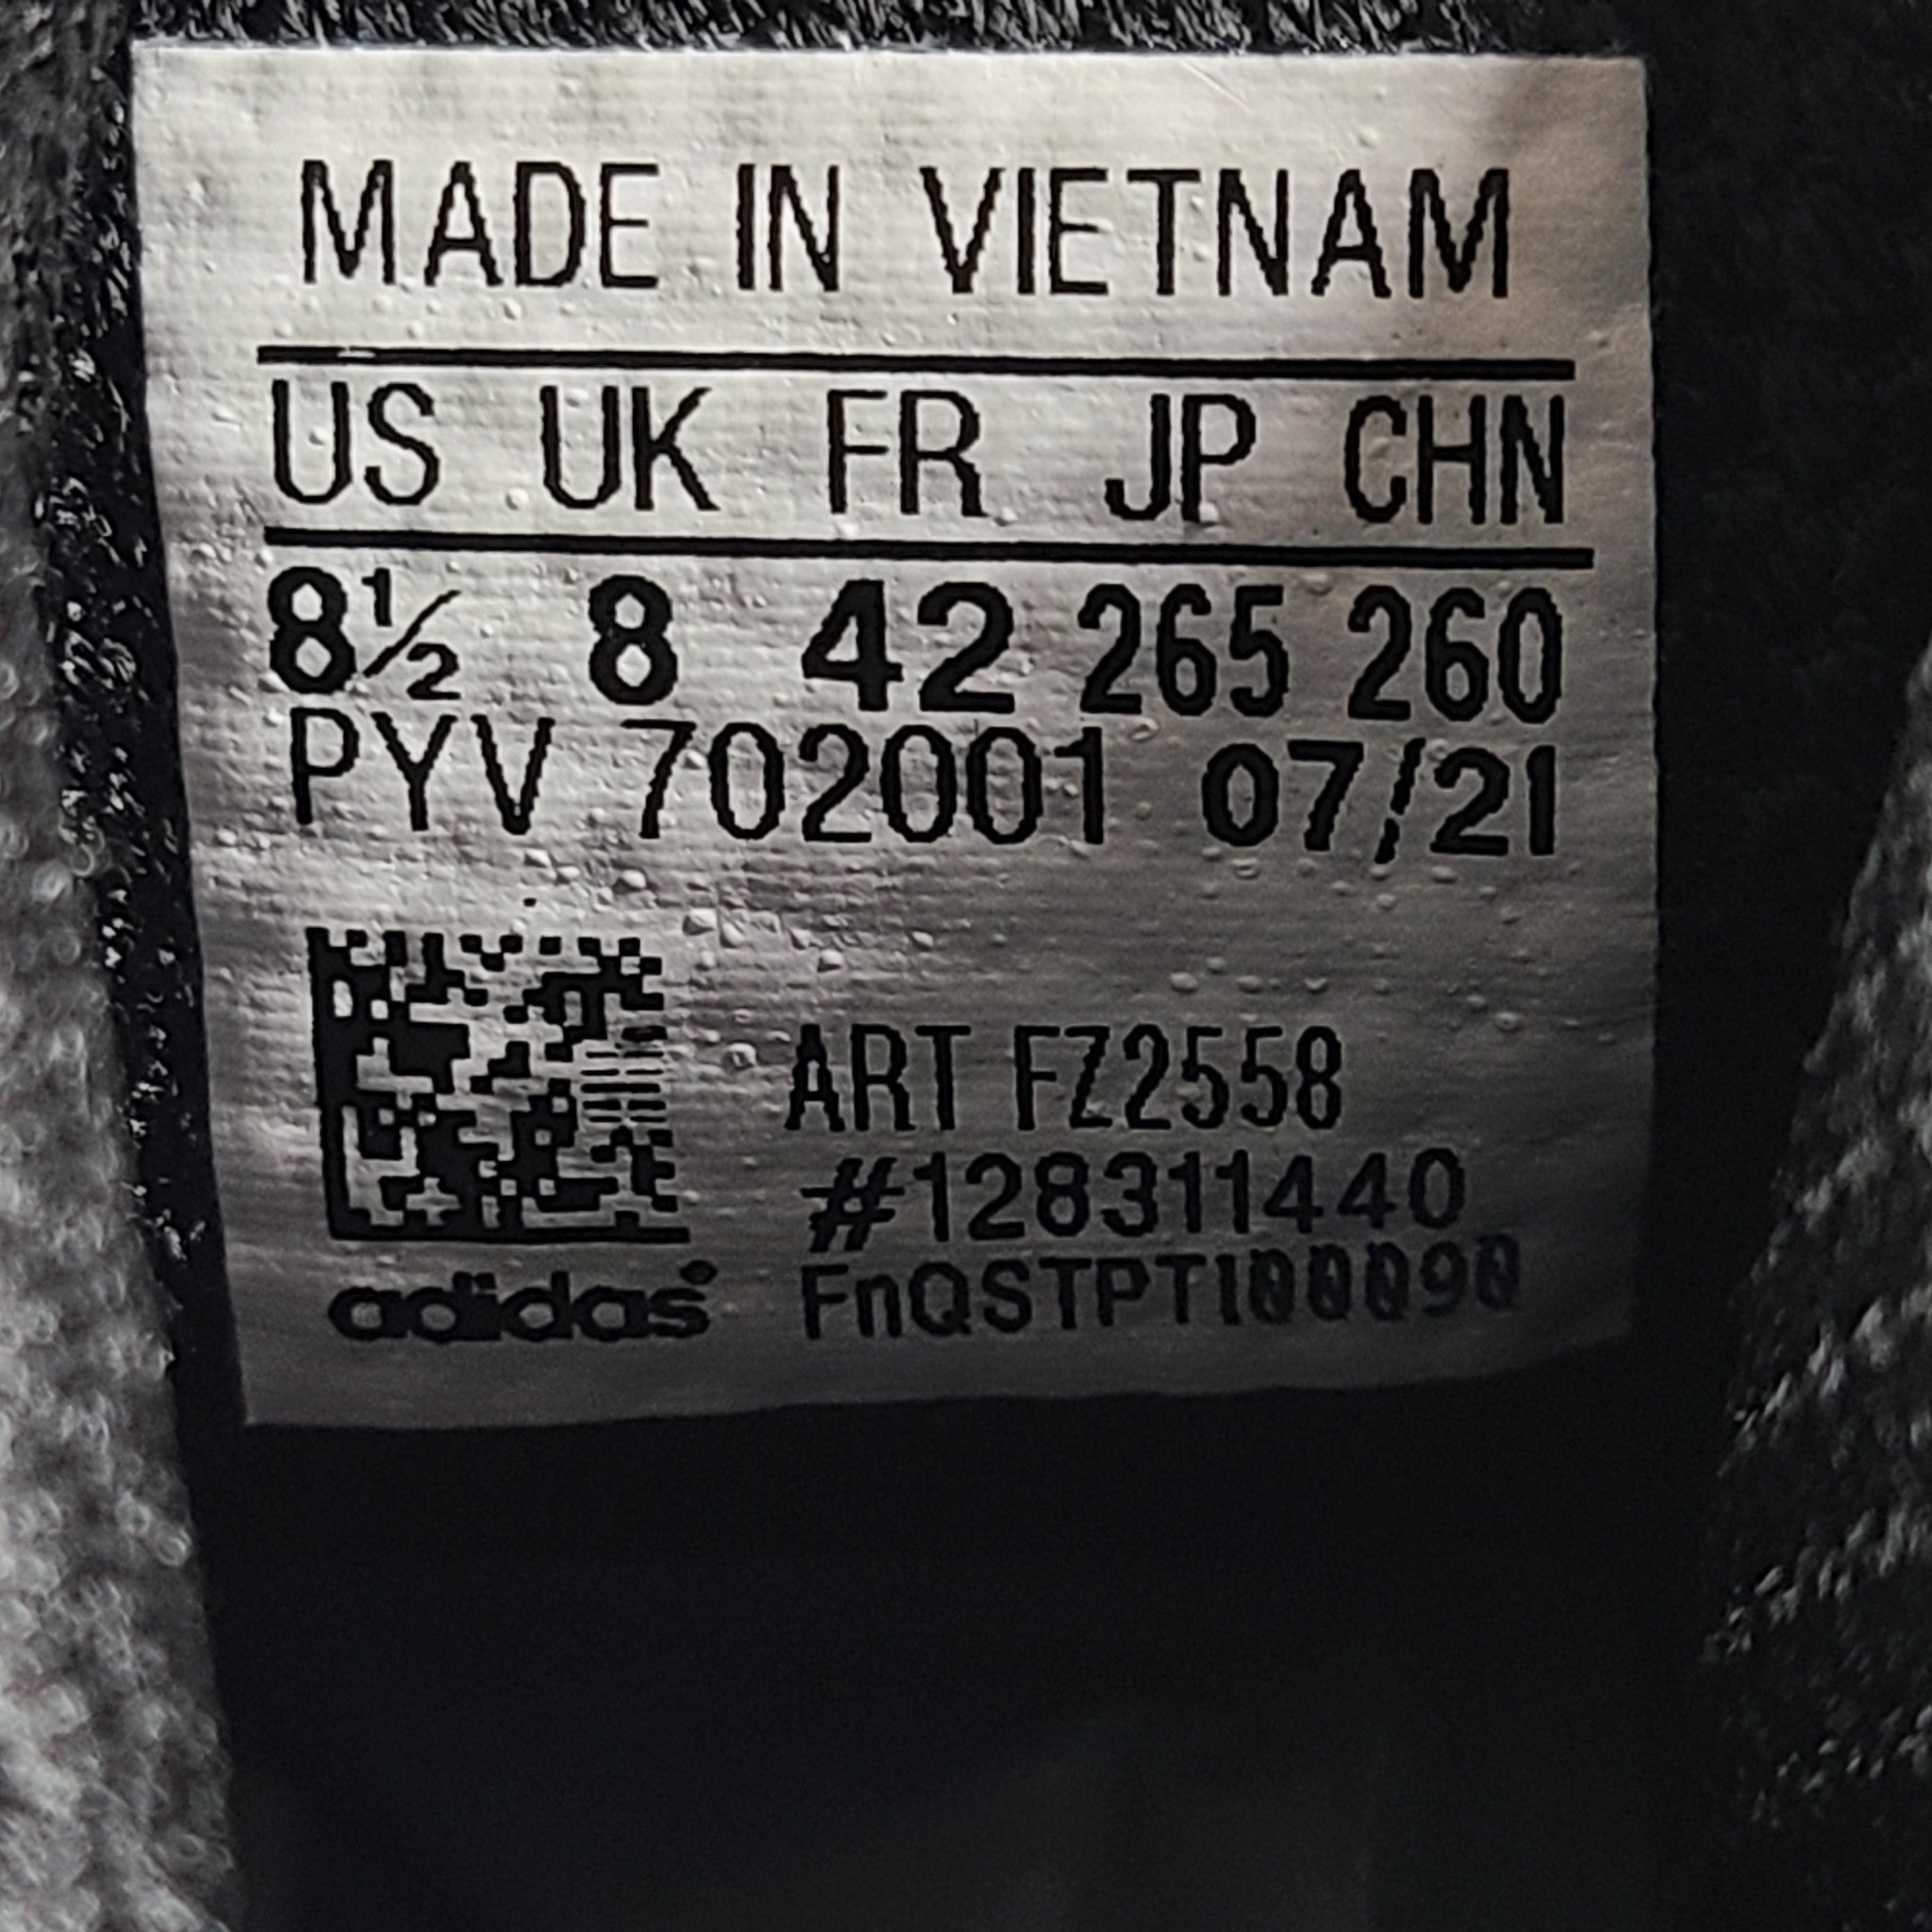 MADE IN VIETNAM
US UK FR JP CHN
8½ 8 42 265 260
PYV 702001 07/21
ART FZ2558
#128311440
adidas FnQSTPTI00090